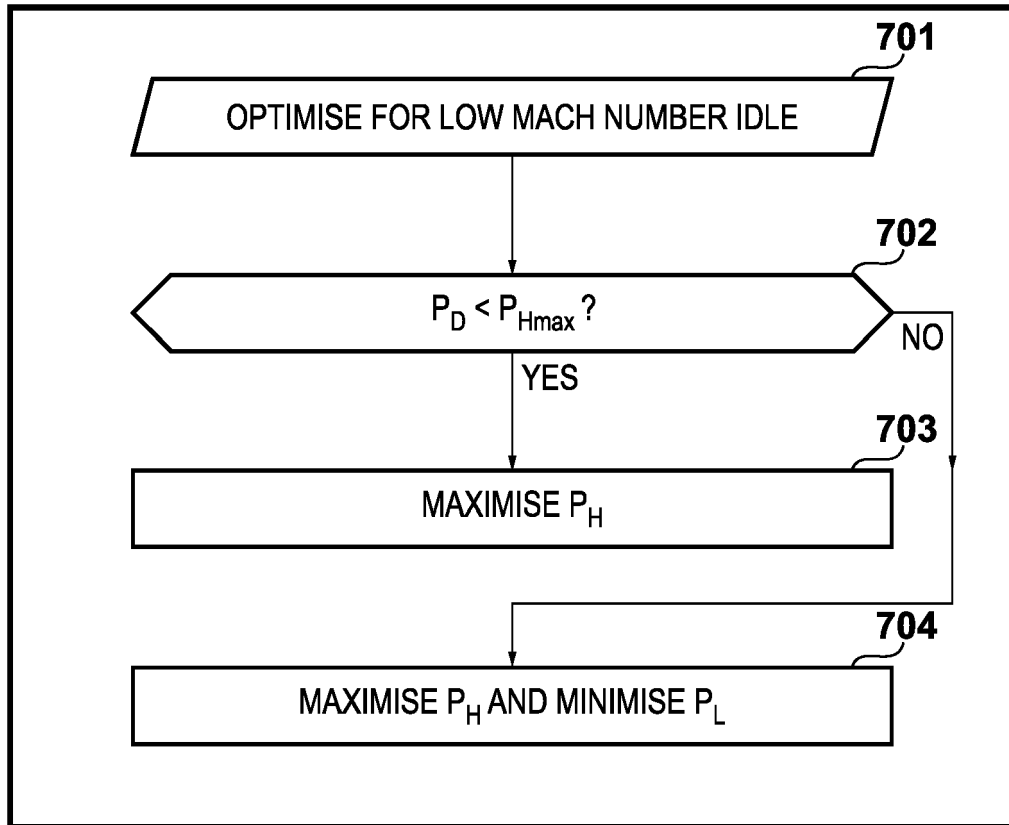 701
OPTIMISE FOR LOW MACH NUMBER IDLE
702
P_D < P_Hmax ?
NO
YES
703
MAXIMISE P_H
704
MAXIMISE P_H AND MINIMISE P_L